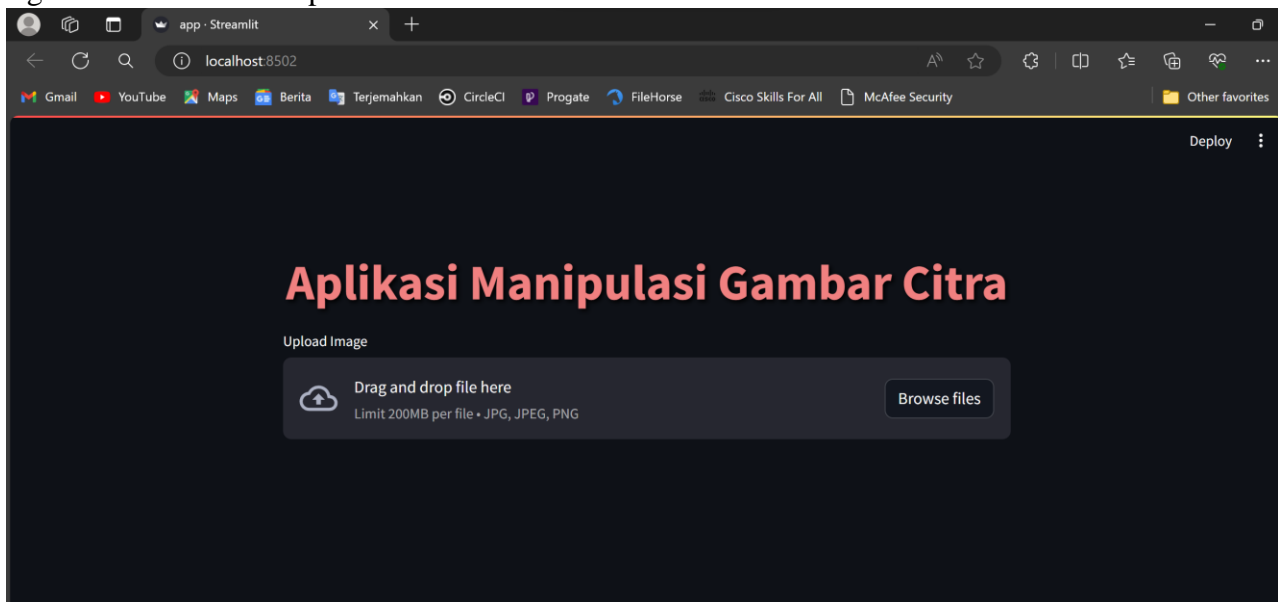 app · Streamlit
localhost:8502
Gmail YouTube Maps Berita Terjemahkan CircleCI Progate FileHorse Cisco Skills For All McAfee Security Other favorites
Deploy
Aplikasi Manipulasi Gambar Citra
Upload Image
Drag and drop file here
Limit 200MB per file • JPG, JPEG, PNG
Browse files